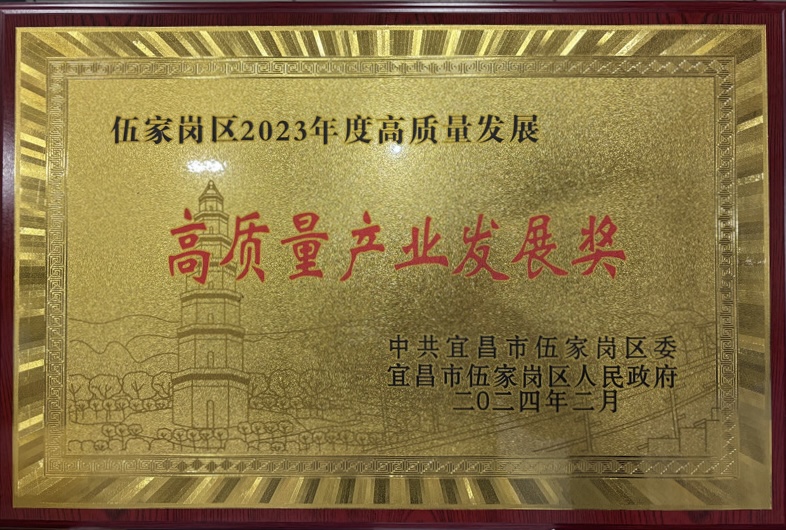 伍家岗区2023年度高质量发展
高质量产业发展奖
中共宜昌市伍家岗区委
宜昌市伍家岗区人民政府
二0二四年二月